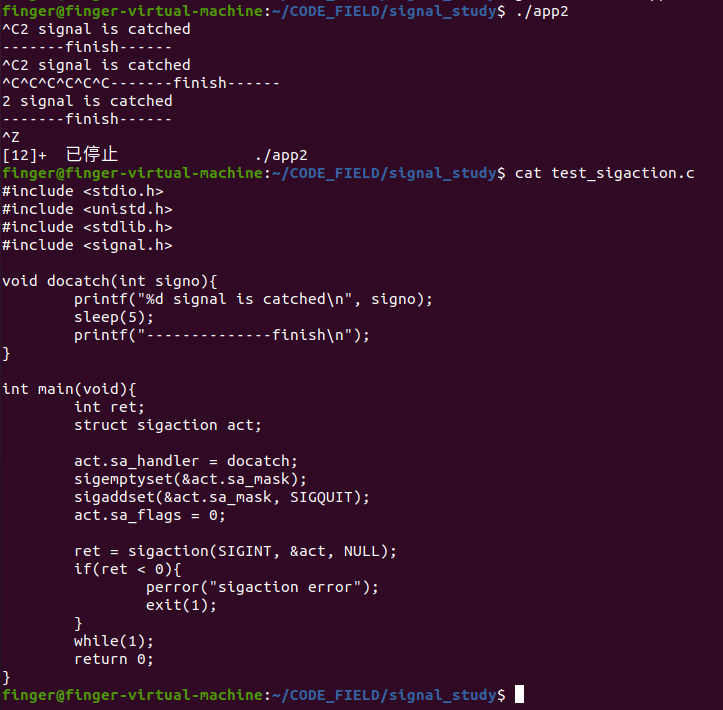 finger@finger-virtual-machine:~/CODE_FIELD/signal_study$ ./app2
^C2 signal is catched
-------finish------
^C2 signal is catched
^C^C^C^C^C^C-------finish------
2 signal is catched
-------finish------
^Z
[12]+  已停止               ./app2
finger@finger-virtual-machine:~/CODE_FIELD/signal_study$ cat test_sigaction.c
#include <stdio.h>
#include <unistd.h>
#include <stdlib.h>
#include <signal.h>

void docatch(int signo){
        printf("%d signal is catched\n", signo);
        sleep(5);
        printf("--------------finish\n");
}

int main(void){
        int ret;
        struct sigaction act;

        act.sa_handler = docatch;
        sigemptyset(&act.sa_mask);
        sigaddset(&act.sa_mask, SIGQUIT);
        act.sa_flags = 0;

        ret = sigaction(SIGINT, &act, NULL);
        if(ret < 0){
                perror("sigaction error");
                exit(1);
        }
        while(1);
        return 0;
}
finger@finger-virtual-machine:~/CODE_FIELD/signal_study$